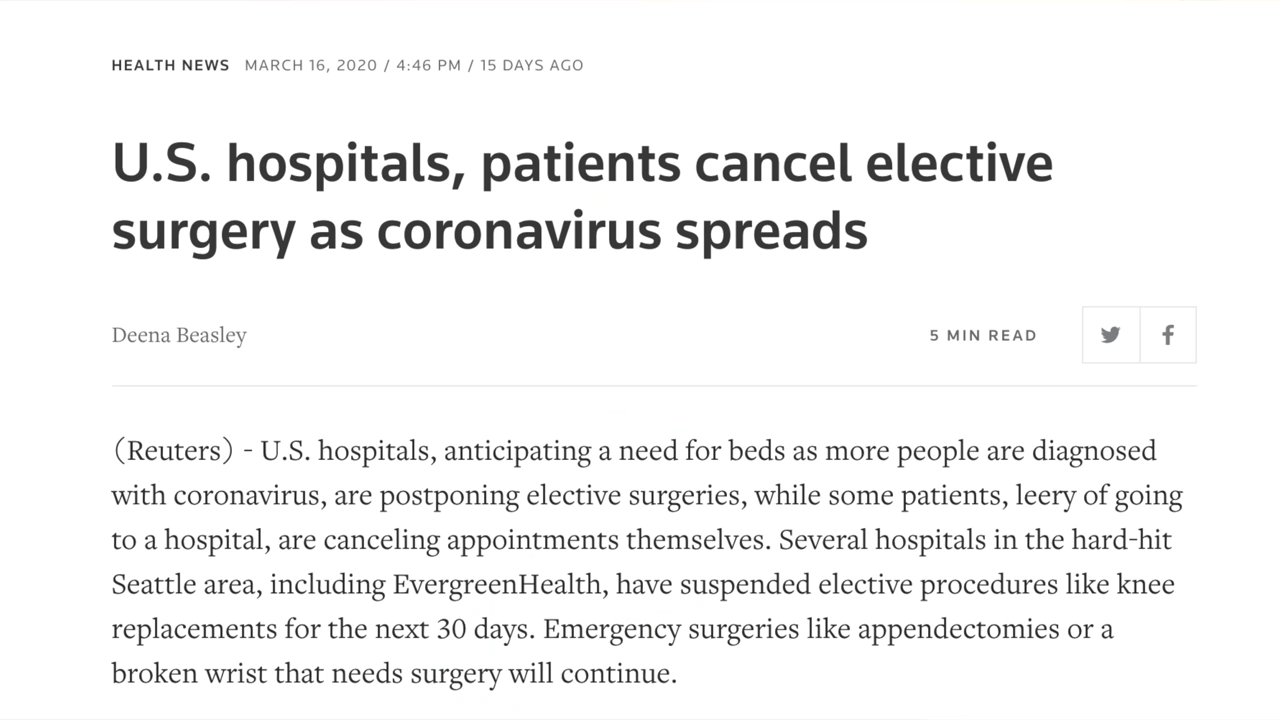 HEALTH NEWS MARCH 16, 2020 / 4:46 PM / 15 DAYS AGO
U.S. hospitals, patients cancel elective
surgery as coronavirus spreads
Deena Beasley 5 MIN READ
(Reuters) - U.S. hospitals, anticipating a need for beds as more people are diagnosed
with coronavirus, are postponing elective surgeries, while some patients, leery of going
to a hospital, are canceling appointments themselves. Several hospitals in the hard-hit
Seattle area, including EvergreenHealth, have suspended elective procedures like knee
replacements for the next 30 days. Emergency surgeries like appendectomies or a
broken wrist that needs surgery will continue.